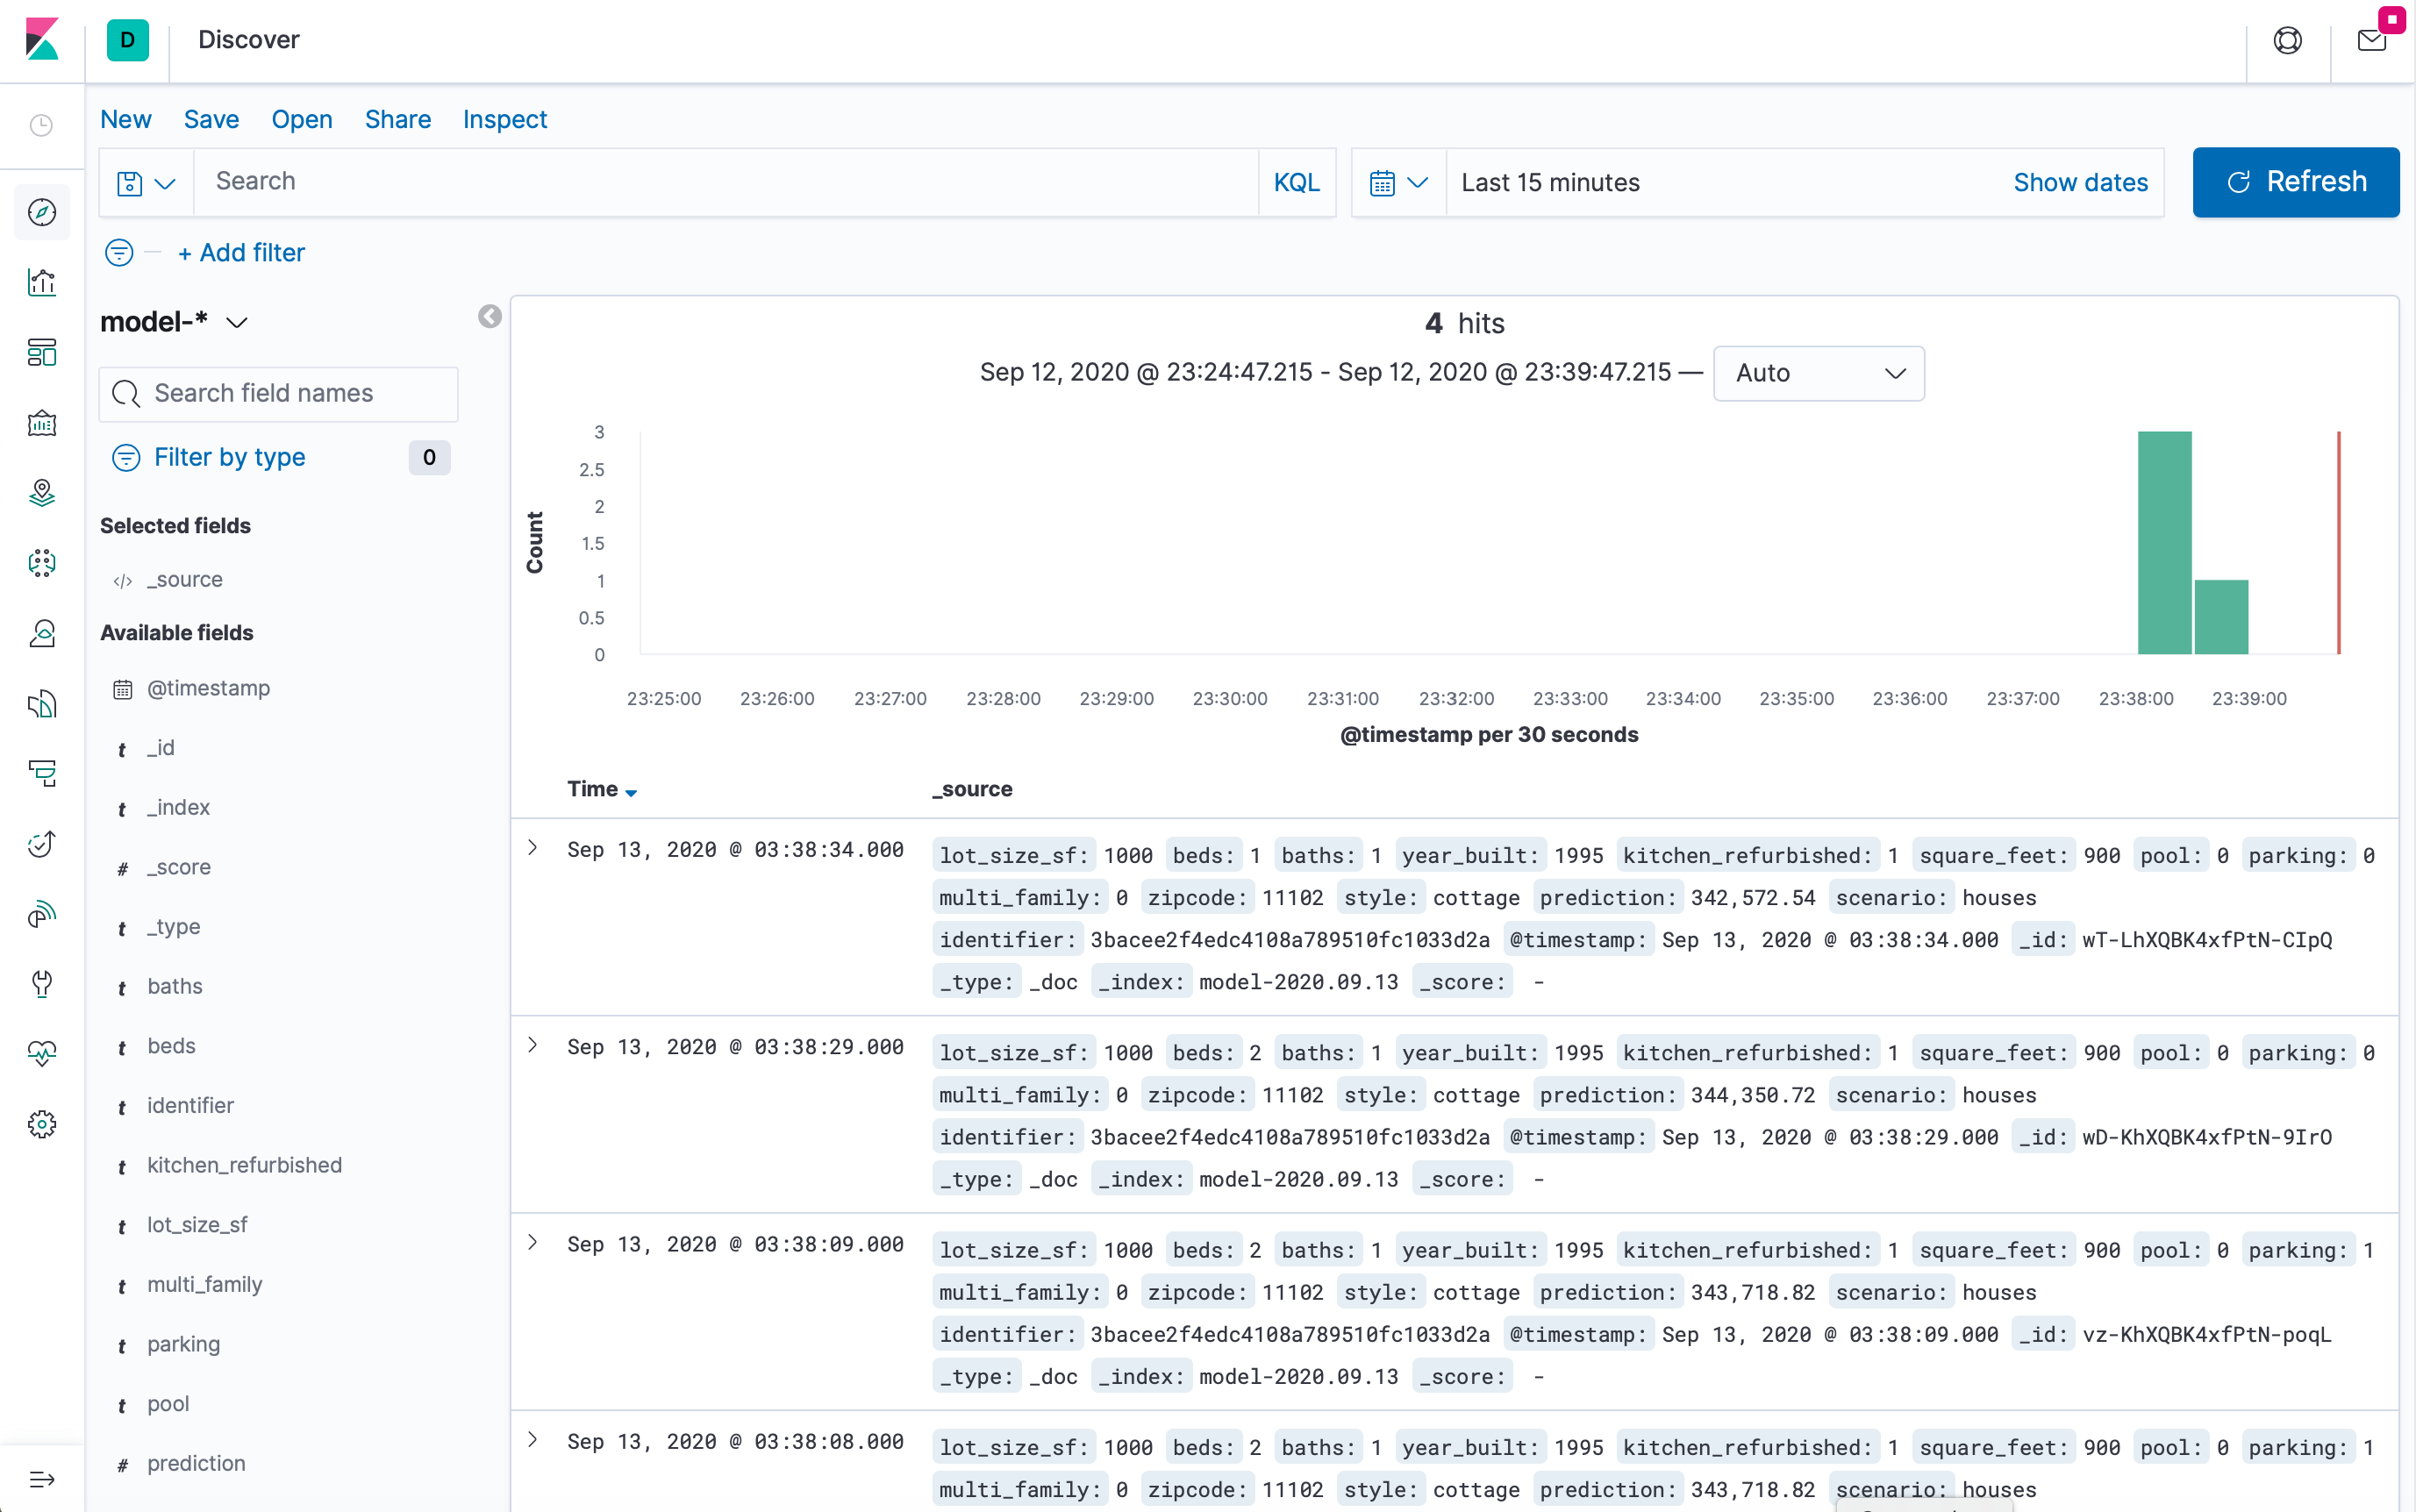 D Discover
New Save Open Share Inspect
Search KQL Last 15 minutes Show dates Refresh
+ Add filter
model-*
Search field names
Filter by type 0
Selected fields
</> _source
Available fields
@timestamp
t _id
t _index
# _score
t _type
t baths
t beds
t identifier
t kitchen_refurbished
t lot_size_sf
t multi_family
t parking
t pool
# prediction
4 hits
Sep 12, 2020 @ 23:24:47.215 - Sep 12, 2020 @ 23:39:47.215 — Auto
Count
3
2.5
2
1.5
1
0.5
0
23:25:00 23:26:00 23:27:00 23:28:00 23:29:00 23:30:00 23:31:00 23:32:00 23:33:00 23:34:00 23:35:00 23:36:00 23:37:00 23:38:00 23:39:00
@timestamp per 30 seconds
Time _source
Sep 13, 2020 @ 03:38:34.000 lot_size_sf: 1000 beds: 1 baths: 1 year_built: 1995 kitchen_refurbished: 1 square_feet: 900 pool: 0 parking: 0
multi_family: 0 zipcode: 11102 style: cottage prediction: 342,572.54 scenario: houses
identifier: 3bacee2f4edc4108a789510fc1033d2a @timestamp: Sep 13, 2020 @ 03:38:34.000 _id: wT-LhXQBK4xfPtN-CIpQ
_type: _doc _index: model-2020.09.13 _score: -
Sep 13, 2020 @ 03:38:29.000 lot_size_sf: 1000 beds: 2 baths: 1 year_built: 1995 kitchen_refurbished: 1 square_feet: 900 pool: 0 parking: 0
multi_family: 0 zipcode: 11102 style: cottage prediction: 344,350.72 scenario: houses
identifier: 3bacee2f4edc4108a789510fc1033d2a @timestamp: Sep 13, 2020 @ 03:38:29.000 _id: wD-KhXQBK4xfPtN-9IrO
_type: _doc _index: model-2020.09.13 _score: -
Sep 13, 2020 @ 03:38:09.000 lot_size_sf: 1000 beds: 2 baths: 1 year_built: 1995 kitchen_refurbished: 1 square_feet: 900 pool: 0 parking: 1
multi_family: 0 zipcode: 11102 style: cottage prediction: 343,718.82 scenario: houses
identifier: 3bacee2f4edc4108a789510fc1033d2a @timestamp: Sep 13, 2020 @ 03:38:09.000 _id: vz-KhXQBK4xfPtN-poqL
_type: _doc _index: model-2020.09.13 _score: -
Sep 13, 2020 @ 03:38:08.000 lot_size_sf: 1000 beds: 2 baths: 1 year_built: 1995 kitchen_refurbished: 1 square_feet: 900 pool: 0 parking: 1
multi_family: 0 zipcode: 11102 style: cottage prediction: 343,718.82 scenario: houses